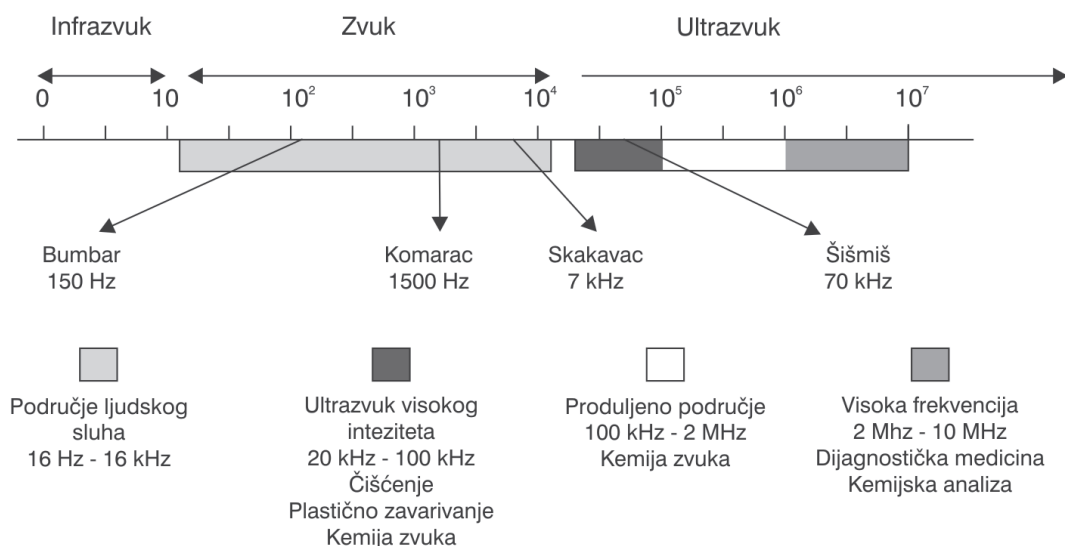 Infrazvuk Zvuk Ultrazvuk
0 10 10² 10³ 10⁴ 10⁵ 10⁶ 10⁷
Bumbar
150 Hz
Komarac
1500 Hz
Skakavac
7 kHz
Šišmiš
70 kHz
Područje ljudskog
sluha
16 Hz - 16 kHz
Ultrazvuk visokog
inteziteta
20 kHz - 100 kHz
Čišćenje
Plastično zavarivanje
Kemija zvuka
Produljeno područje
100 kHz - 2 MHz
Kemija zvuka
Visoka frekvencija
2 Mhz - 10 MHz
Dijagnostička medicina
Kemijska analiza